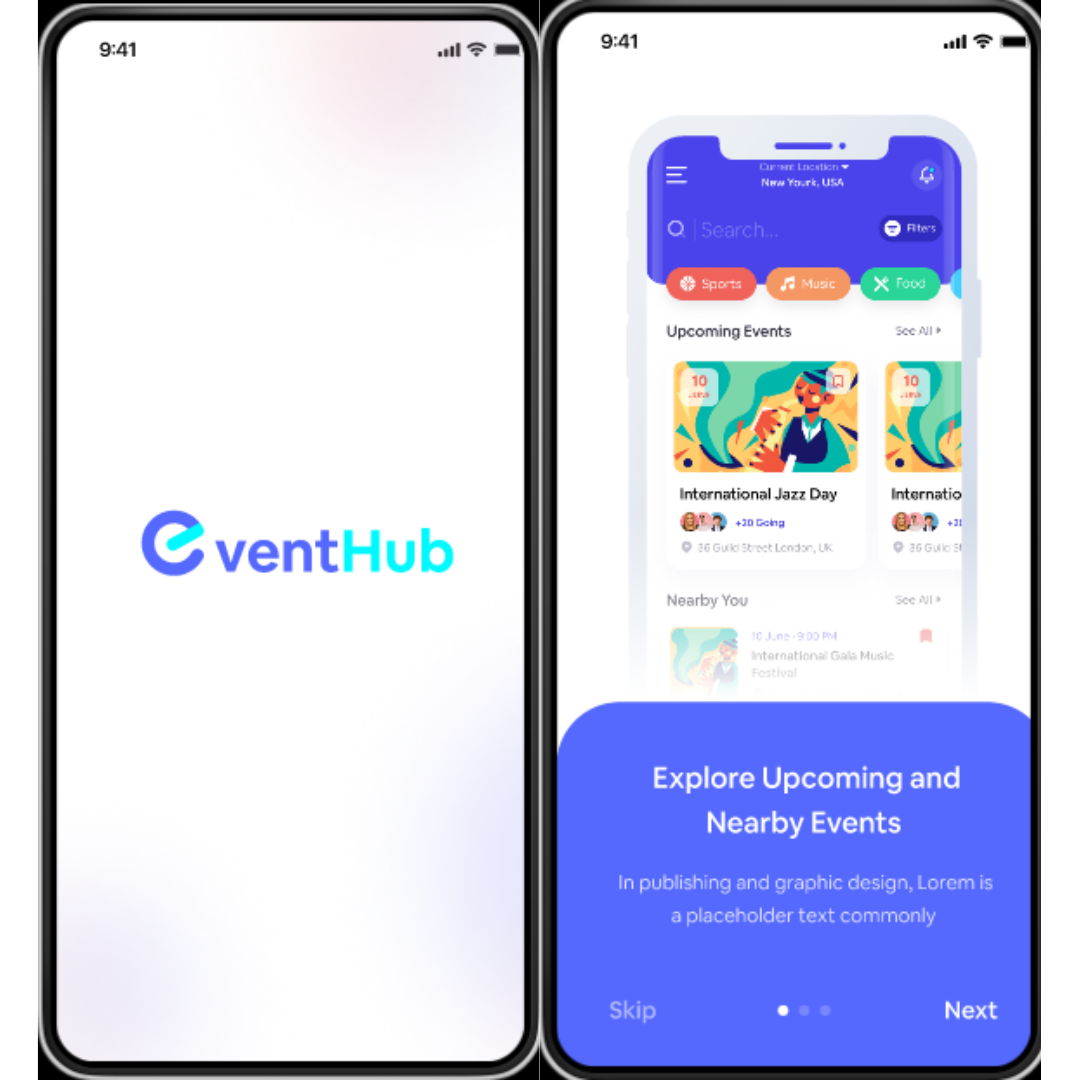 9:41
eventHub
9:41
Current Location
New Yourk, USA
Search...
Filters
Sports
Music
Food
Upcoming Events
See All
10
JUNE
10
JUNE
International Jazz Day
Internatio
+20 Going
+20
36 Guild Street London, UK
36 Guild St
Nearby You
See All
10 June - 9:00 PM
International Gala Music
Festival
Explore Upcoming and
Nearby Events
In publishing and graphic design, Lorem is
a placeholder text commonly
Skip
Next